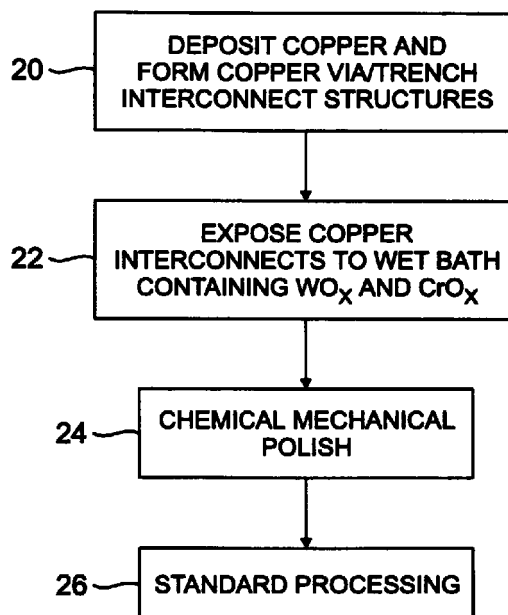 20
DEPOSIT COPPER AND
FORM COPPER VIA/TRENCH
INTERCONNECT STRUCTURES
22
EXPOSE COPPER
INTERCONNECTS TO WET BATH
CONTAINING WOX AND CrOX
24
CHEMICAL MECHANICAL
POLISH
26
STANDARD PROCESSING